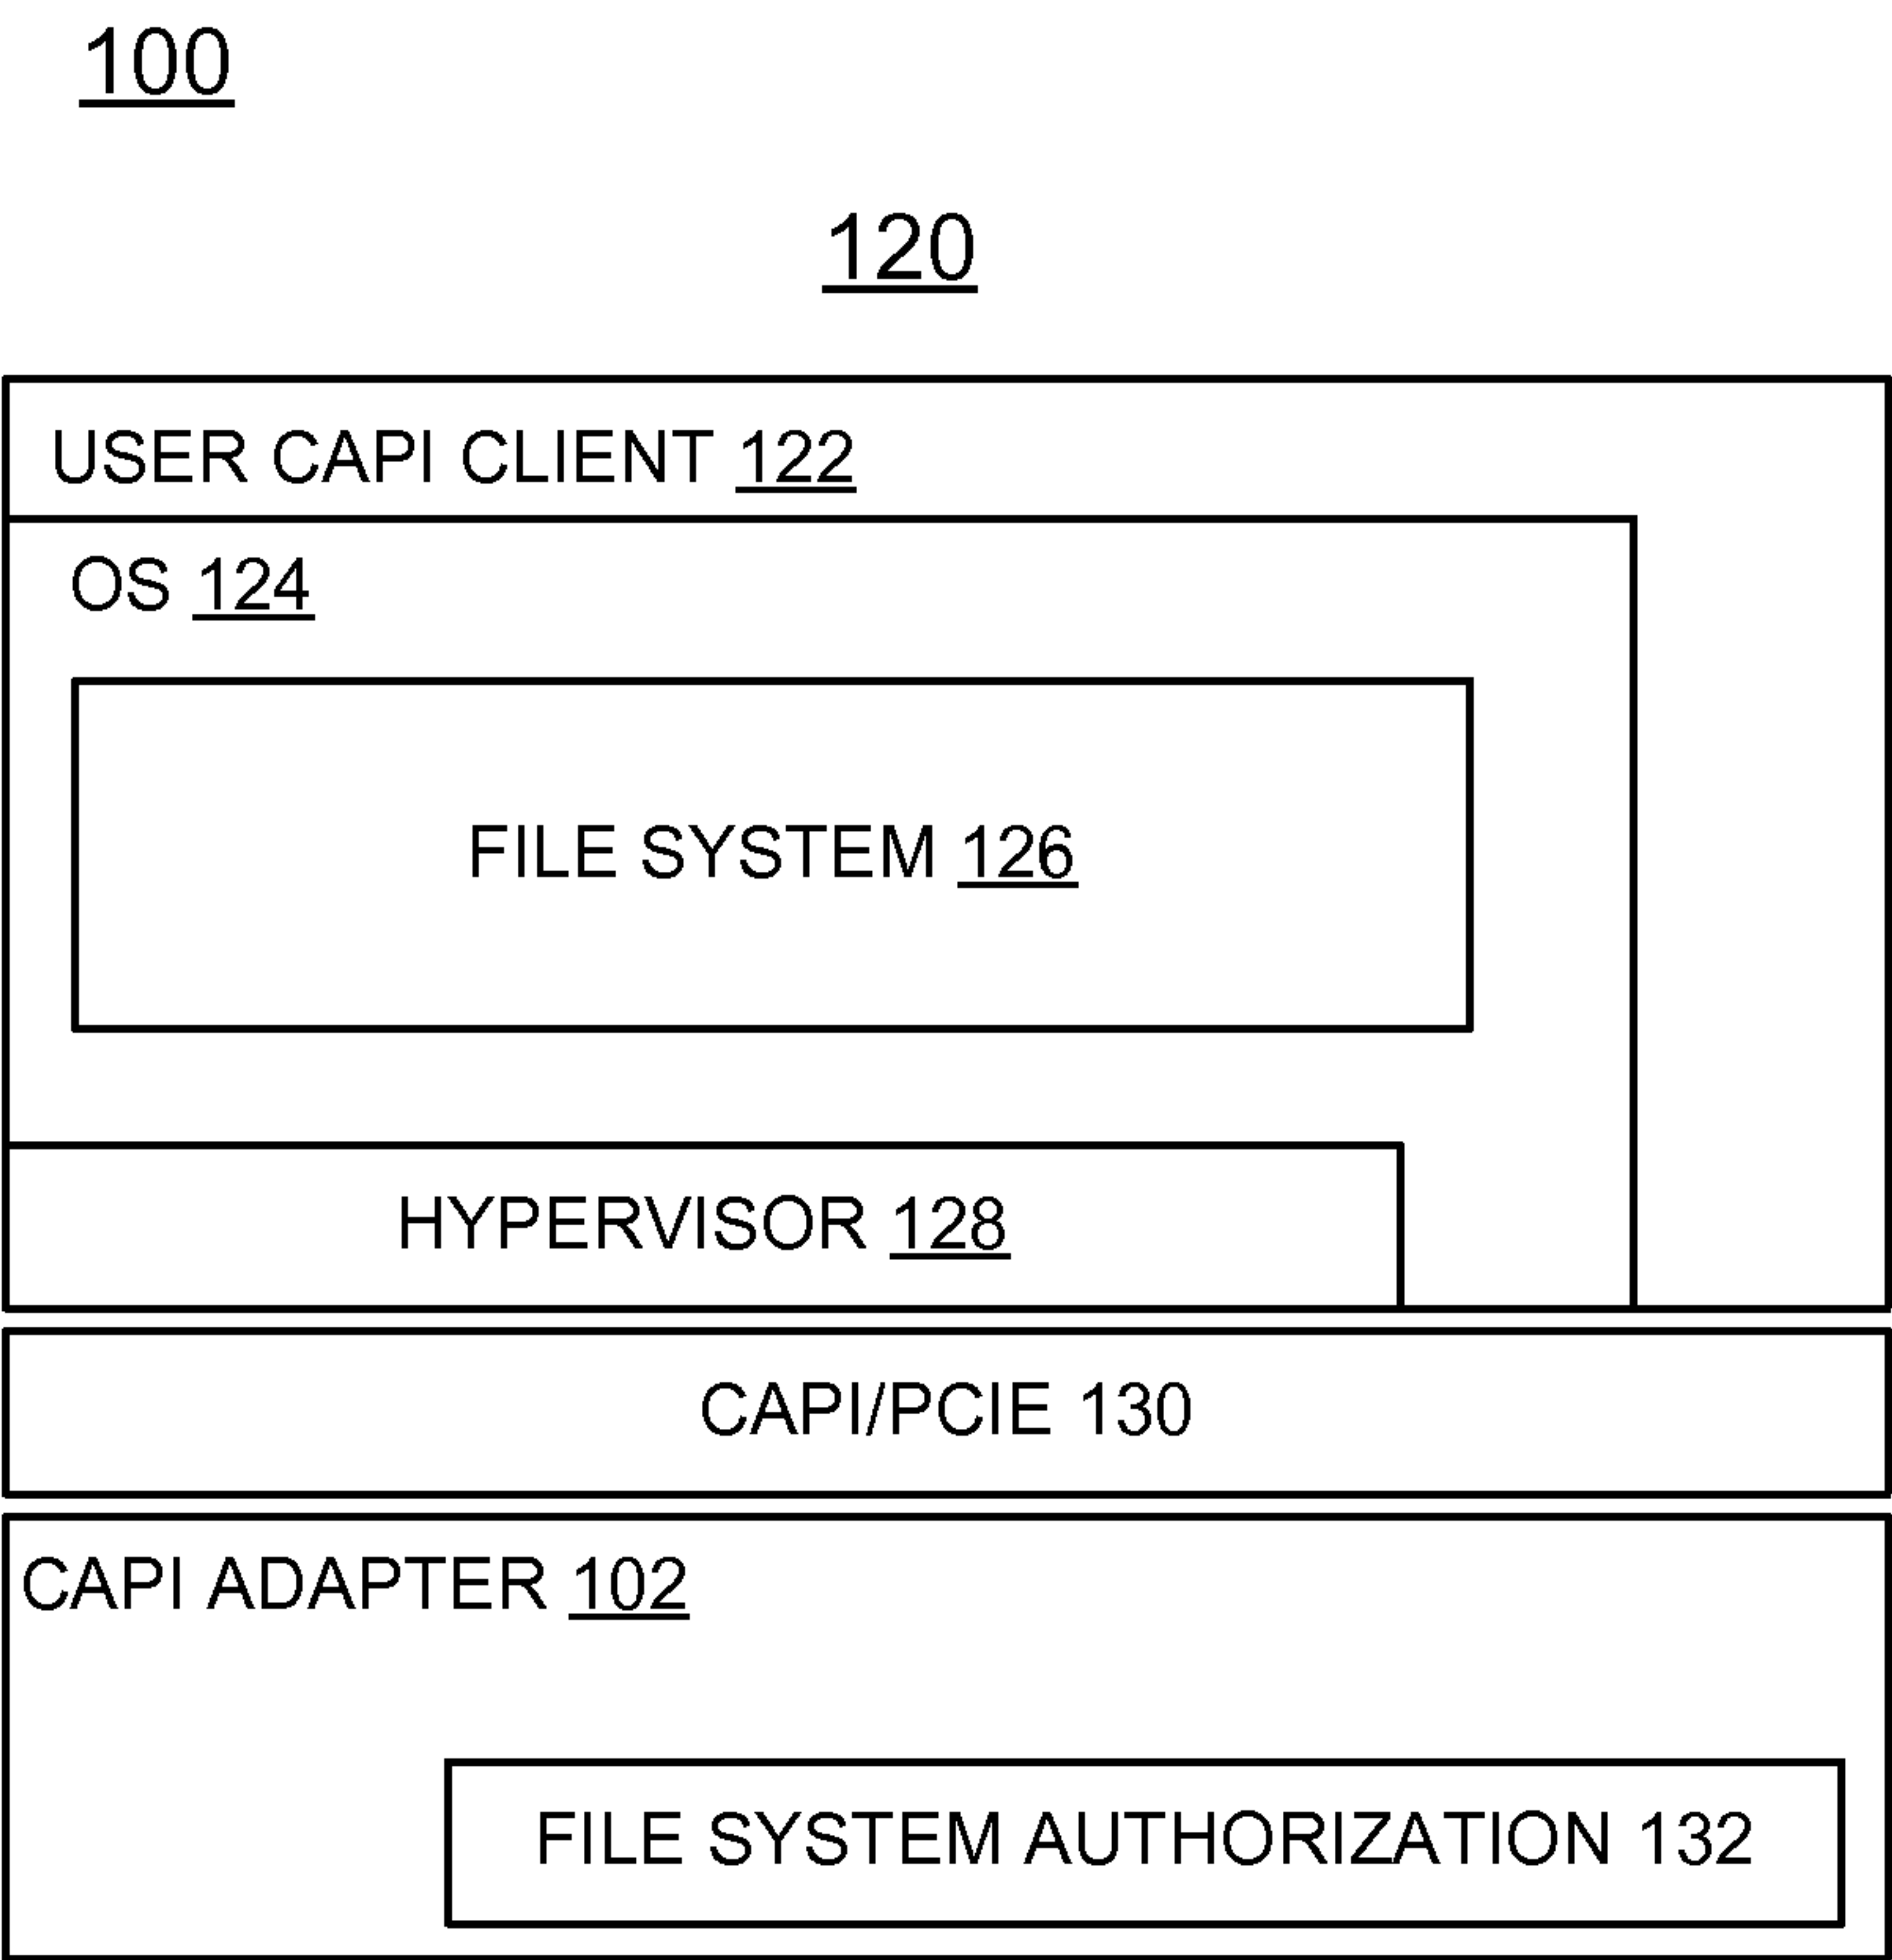 100
120
USER CAPI CLIENT 122
OS 124
FILE SYSTEM 126
HYPERVISOR 128
CAPI/PCIE 130
CAPI ADAPTER 102
FILE SYSTEM AUTHORIZATION 132